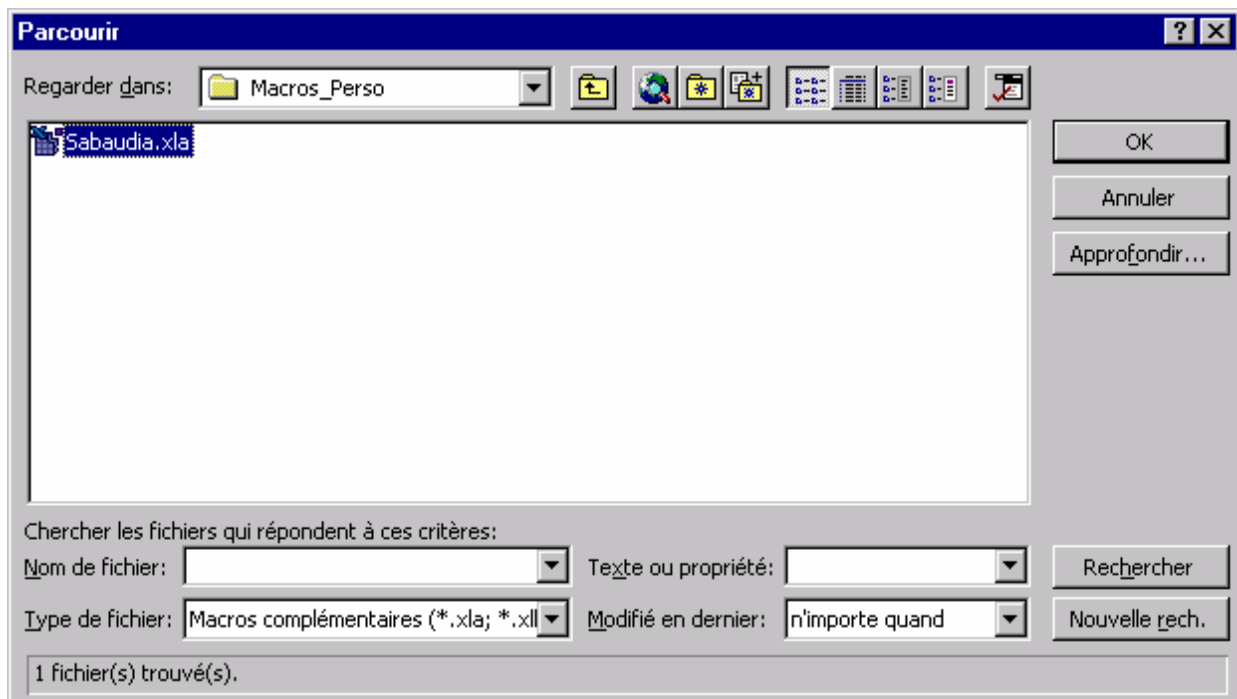 Parcourir
Regarder dans: Macros_Perso
Sabaudia.xla
OK
Annuler
Approfondir...
Chercher les fichiers qui répondent à ces critères:
Nom de fichier: Texte ou propriété: Rechercher
Type de fichier: Macros complémentaires (*.xla; *.xll Modifié en dernier: n'importe quand Nouvelle rech.
1 fichier(s) trouvé(s).